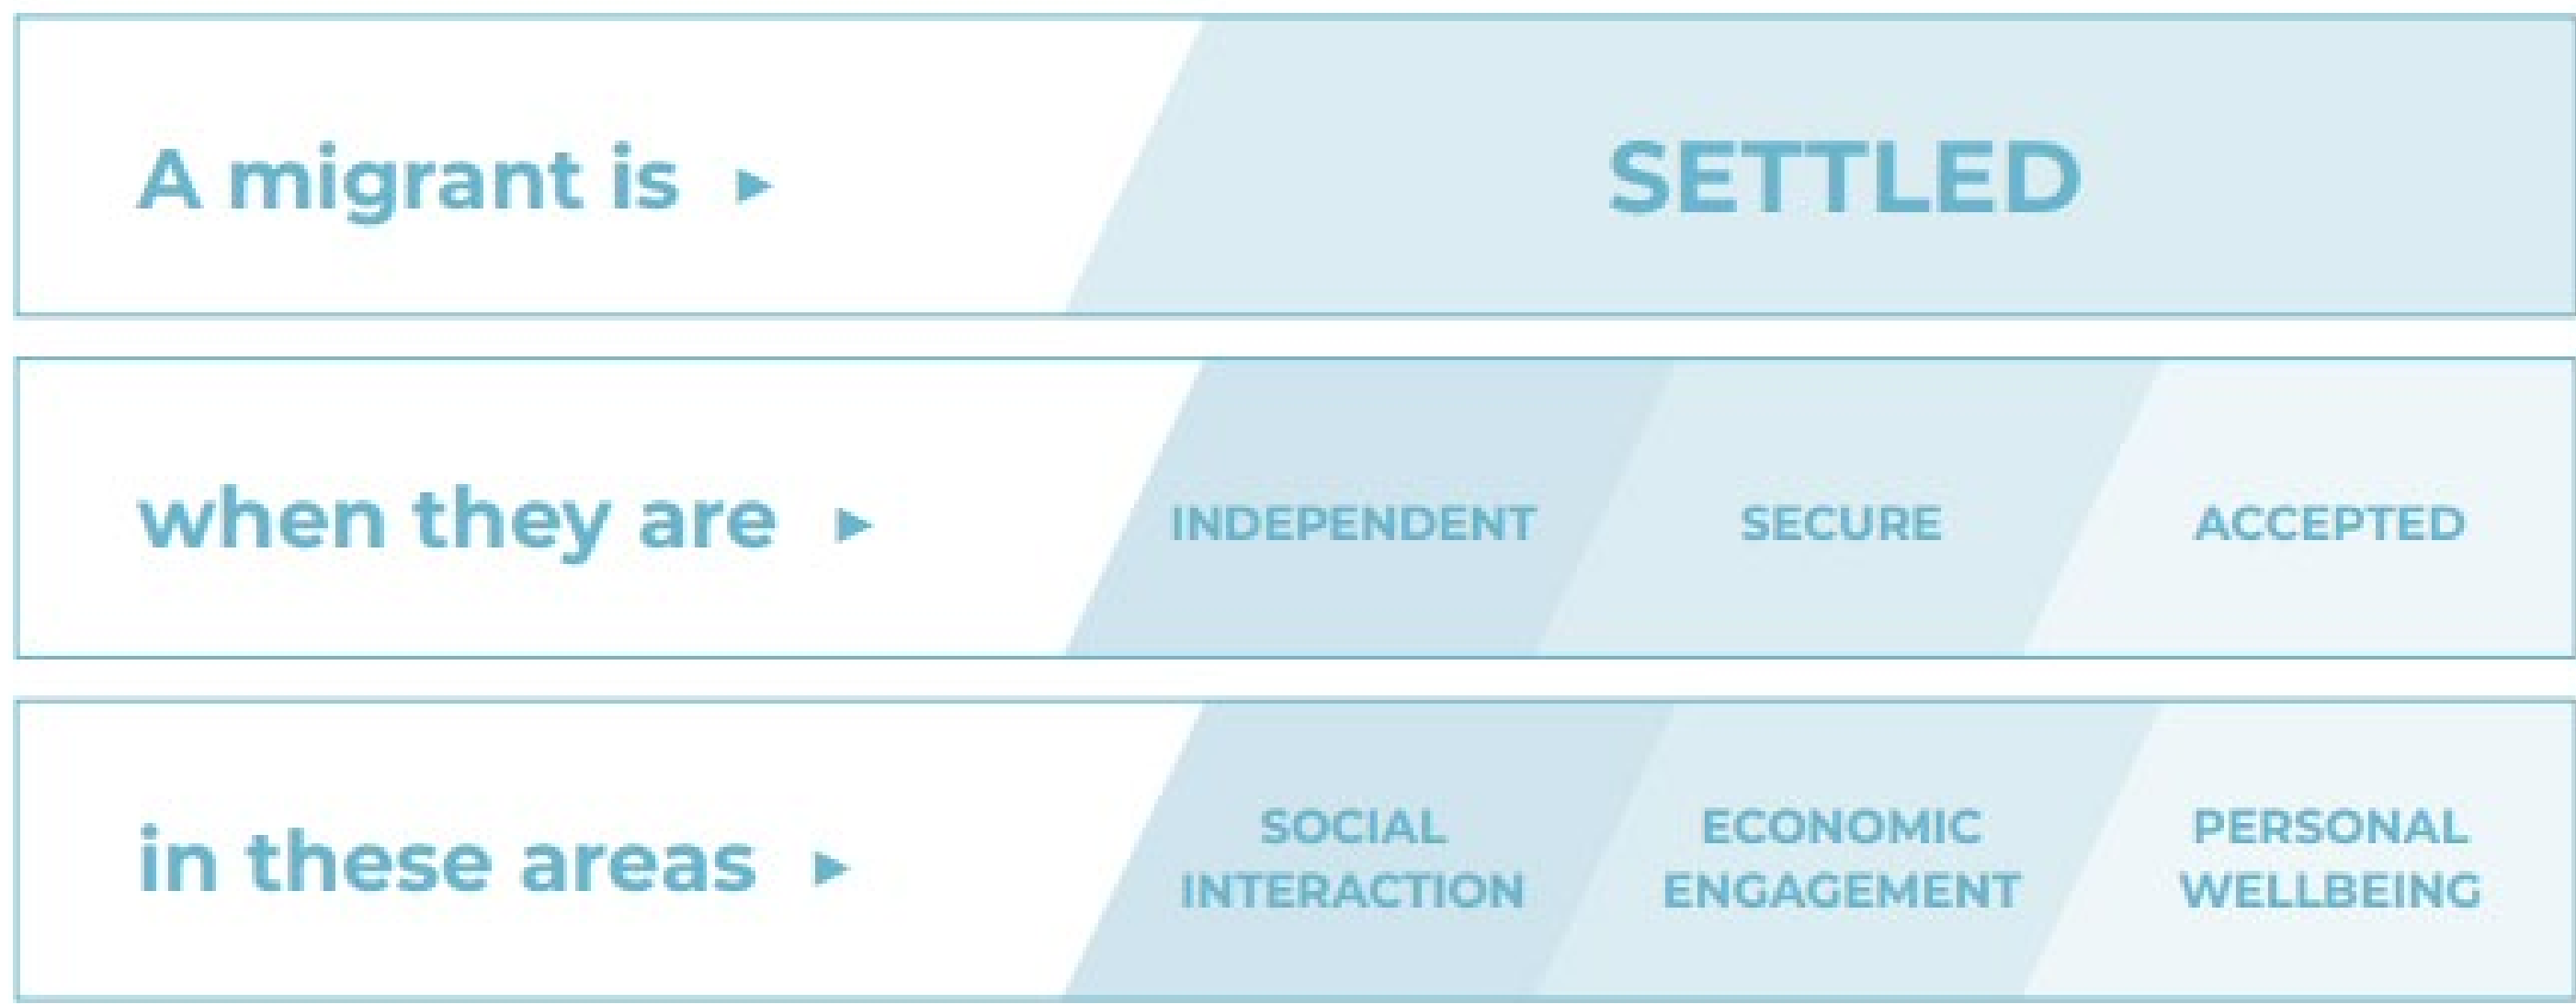 A migrant is ▸ SETTLED
when they are ▸ INDEPENDENT SECURE ACCEPTED
in these areas ▸ SOCIAL INTERACTION ECONOMIC ENGAGEMENT PERSONAL WELLBEING